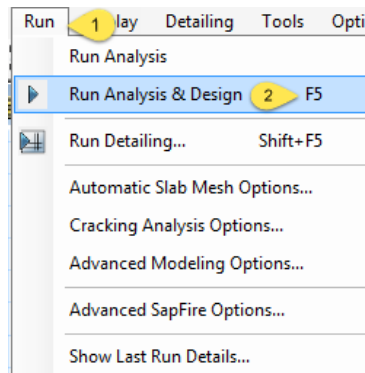 Run 1 lay Detailing Tools Opti
Run Analysis
Run Analysis & Design 2 F5
Run Detailing... Shift+F5
Automatic Slab Mesh Options...
Cracking Analysis Options...
Advanced Modeling Options...
Advanced SapFire Options...
Show Last Run Details...